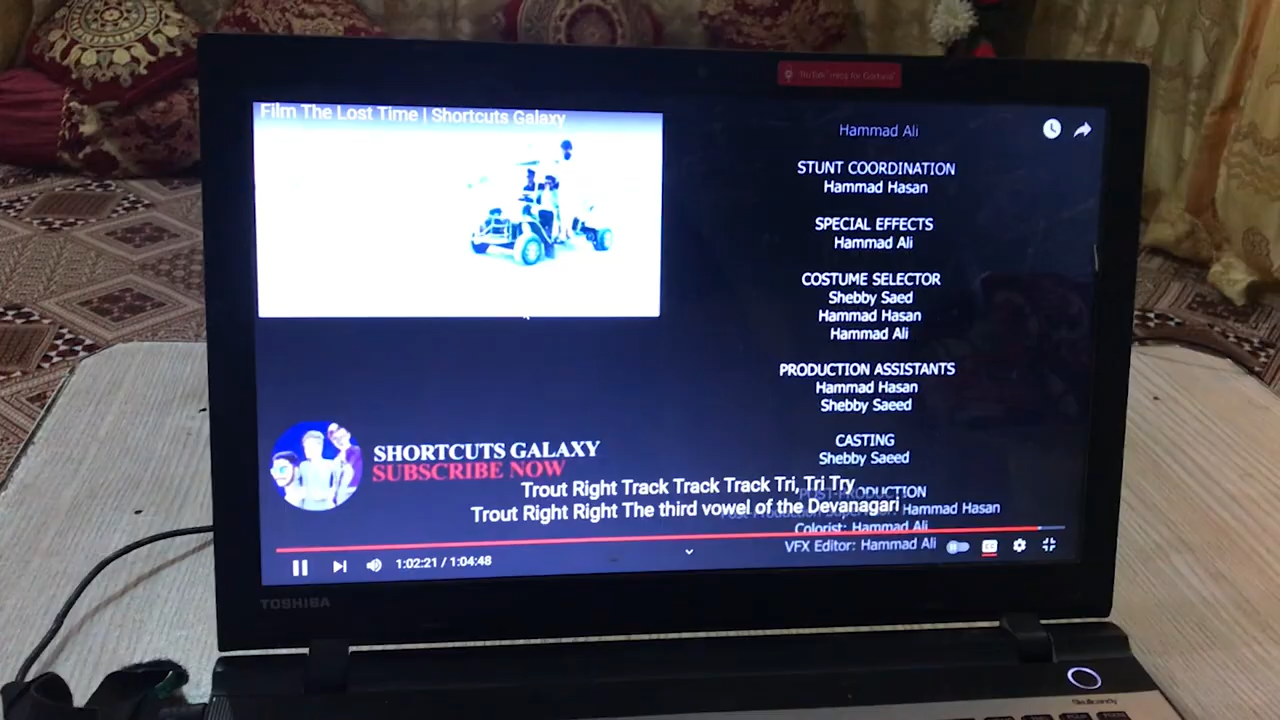 Film The Lost Time | Shortcuts Galaxy
Hammad Ali
STUNT COORDINATION
Hammad Hasan
SPECIAL EFFECTS
Hammad Ali
COSTUME SELECTOR
Shebby Saed
Hammad Hasan
Hammad Ali
PRODUCTION ASSISTANTS
Hammad Hasan
Shebby Saeed
CASTING
Shebby Saeed
POST-PRODUCTION
Hammad Hasan
Colorist: Hammad Ali
VFX Editor: Hammad Ali
SHORTCUTS GALAXY
SUBSCRIBE NOW
Trout Right Track Track Track Tri, Tri Try
Trout Right Right The third vowel of the Devanagari
1:02:21 / 1:04:48
TOSHIBA
Skullcandy